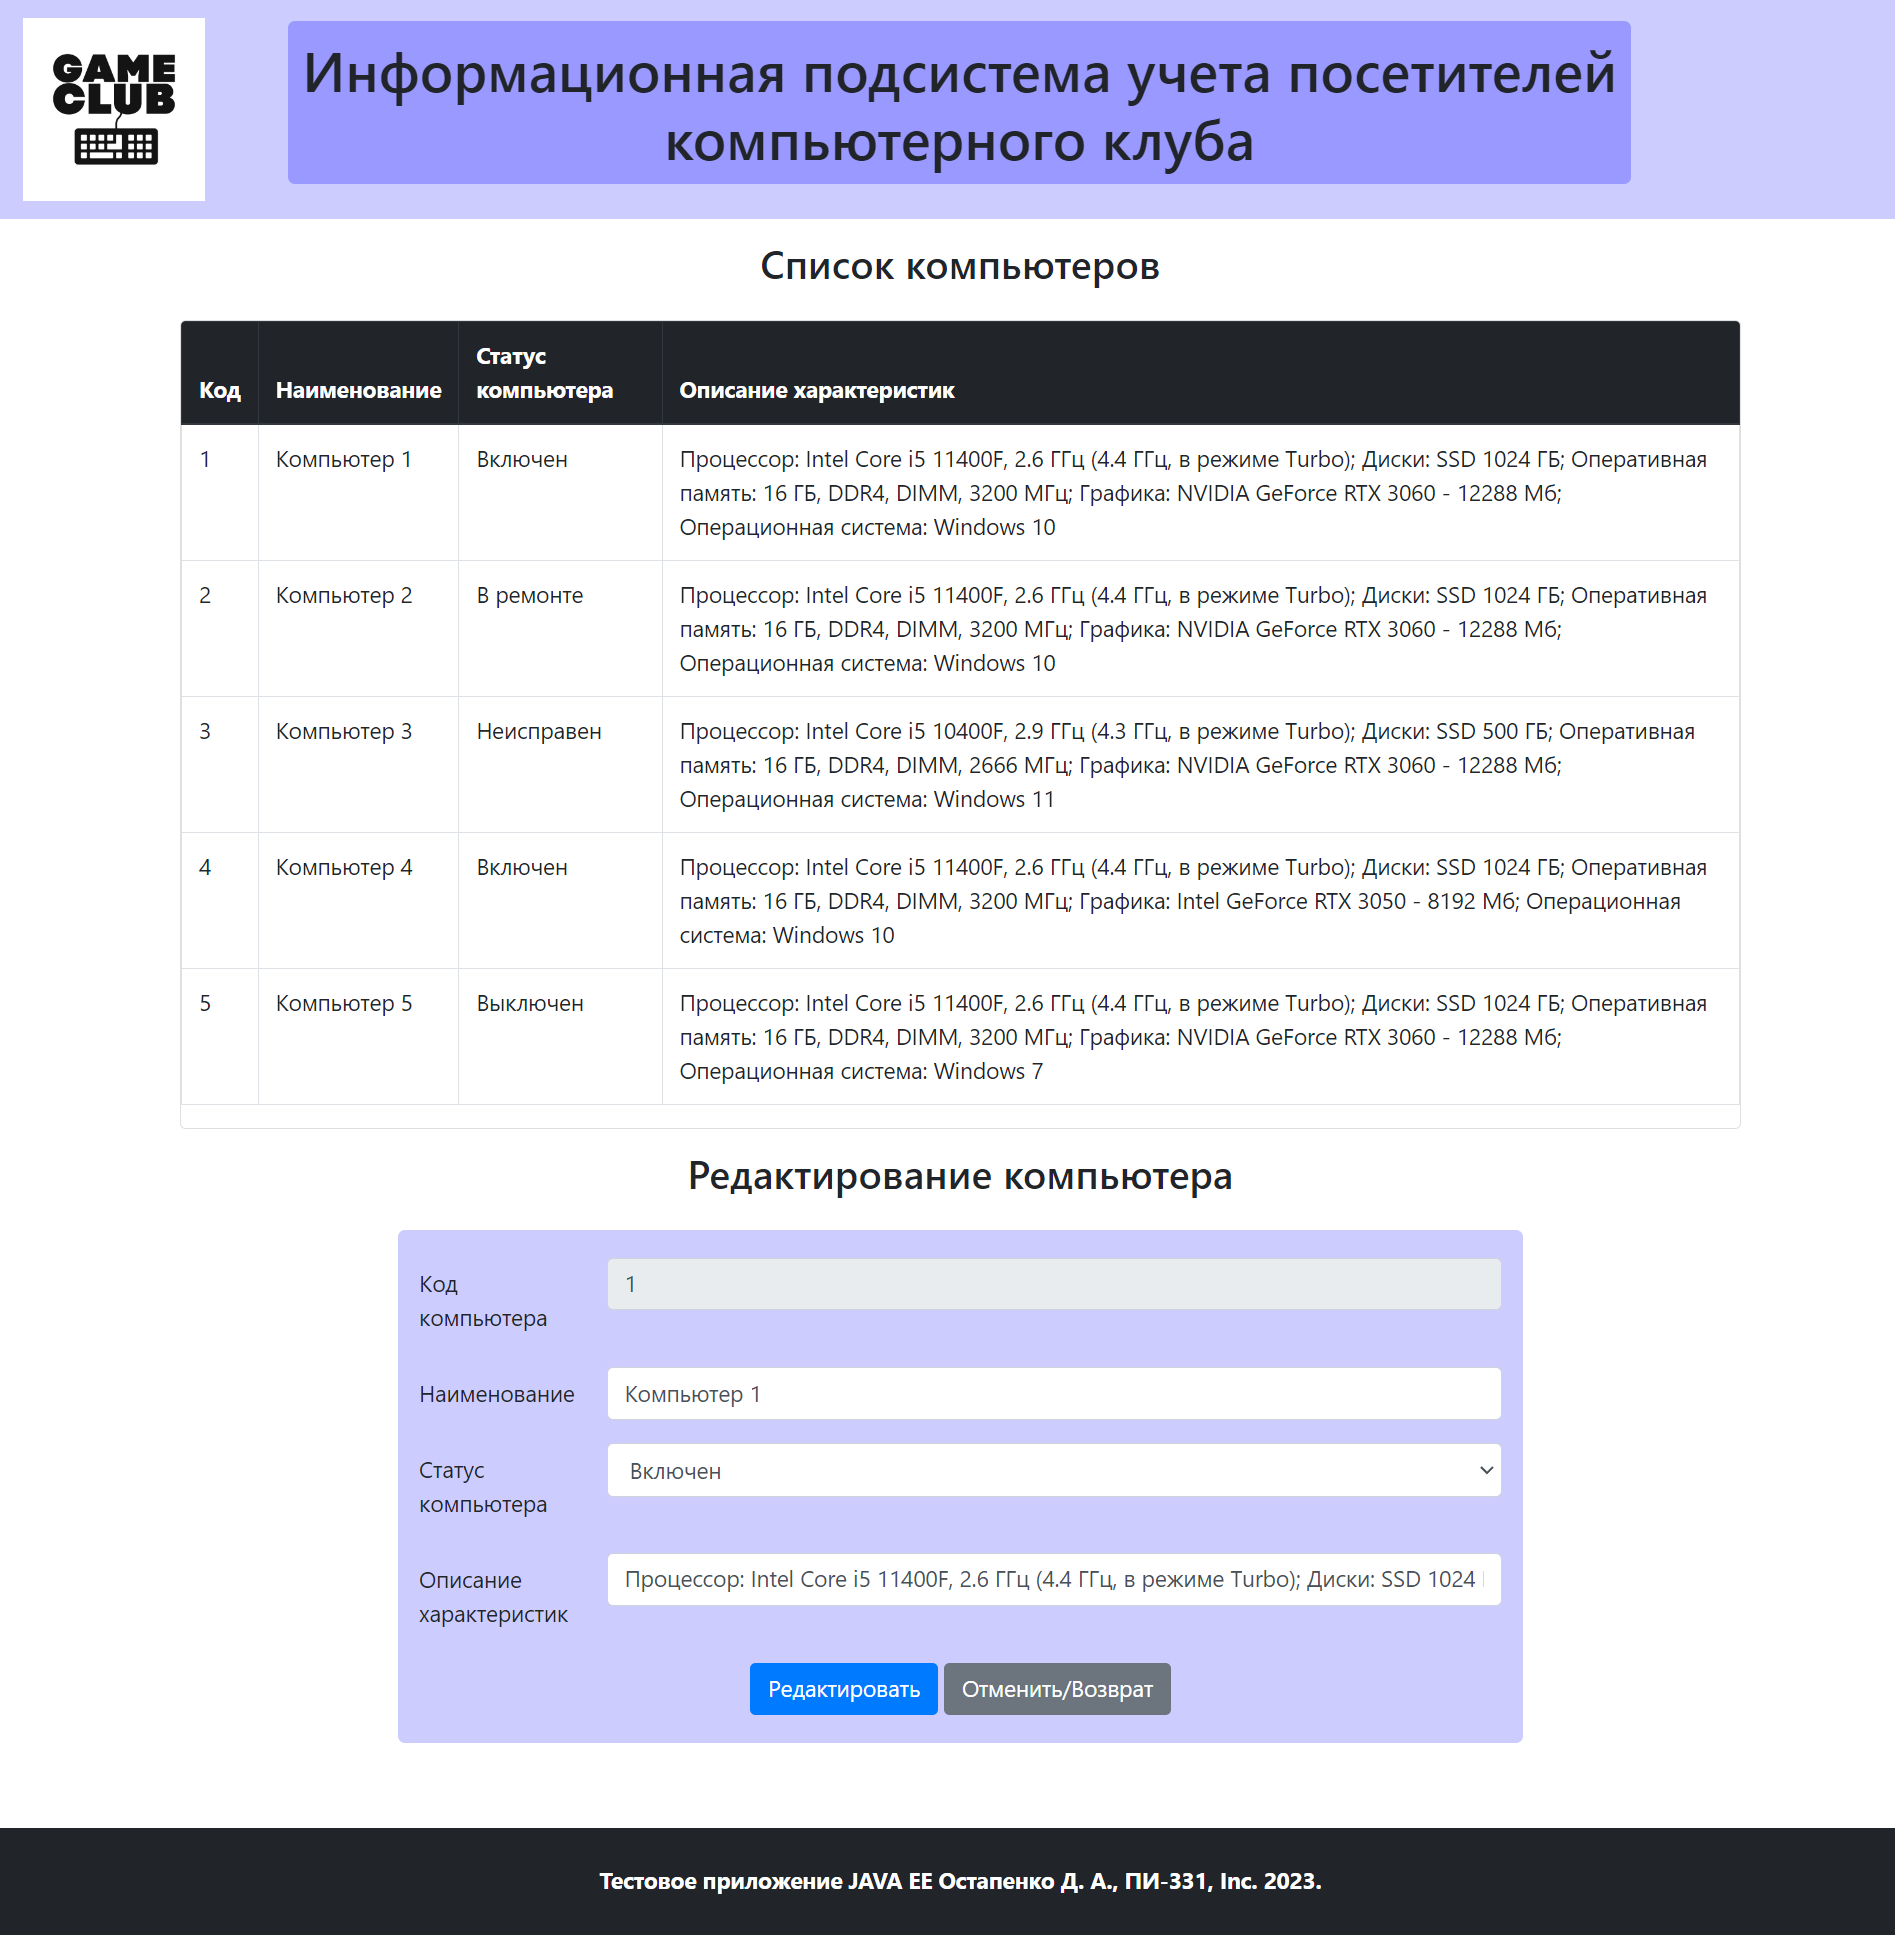 GAME
CLUB
Информационная подсистема учета посетителей
компьютерного клуба
Список компьютеров
Код Наименование Статус компьютера Описание характеристик
1 Компьютер 1 Включен Процессор: Intel Core i5 11400F, 2.6 ГГц (4.4 ГГц, в режиме Turbo); Диски: SSD 1024 ГБ; Оперативная
память: 16 ГБ, DDR4, DIMM, 3200 МГц; Графика: NVIDIA GeForce RTX 3060 - 12288 Мб;
Операционная система: Windows 10
2 Компьютер 2 В ремонте Процессор: Intel Core i5 11400F, 2.6 ГГц (4.4 ГГц, в режиме Turbo); Диски: SSD 1024 ГБ; Оперативная
память: 16 ГБ, DDR4, DIMM, 3200 МГц; Графика: NVIDIA GeForce RTX 3060 - 12288 Мб;
Операционная система: Windows 10
3 Компьютер 3 Неисправен Процессор: Intel Core i5 10400F, 2.9 ГГц (4.3 ГГц, в режиме Turbo); Диски: SSD 500 ГБ; Оперативная
память: 16 ГБ, DDR4, DIMM, 2666 МГц; Графика: NVIDIA GeForce RTX 3060 - 12288 Мб;
Операционная система: Windows 11
4 Компьютер 4 Включен Процессор: Intel Core i5 11400F, 2.6 ГГц (4.4 ГГц, в режиме Turbo); Диски: SSD 1024 ГБ; Оперативная
память: 16 ГБ, DDR4, DIMM, 3200 МГц; Графика: Intel GeForce RTX 3050 - 8192 Мб; Операционная
система: Windows 10
5 Компьютер 5 Выключен Процессор: Intel Core i5 11400F, 2.6 ГГц (4.4 ГГц, в режиме Turbo); Диски: SSD 1024 ГБ; Оперативная
память: 16 ГБ, DDR4, DIMM, 3200 МГц; Графика: NVIDIA GeForce RTX 3060 - 12288 Мб;
Операционная система: Windows 7
Редактирование компьютера
Код компьютера 1
Наименование Компьютер 1
Статус компьютера Включен
Описание характеристик Процессор: Intel Core i5 11400F, 2.6 ГГц (4.4 ГГц, в режиме Turbo); Диски: SSD 1024
Редактировать Отменить/Возврат
Тестовое приложение JAVA EE Остапенко Д. А., ПИ-331, Inc. 2023.